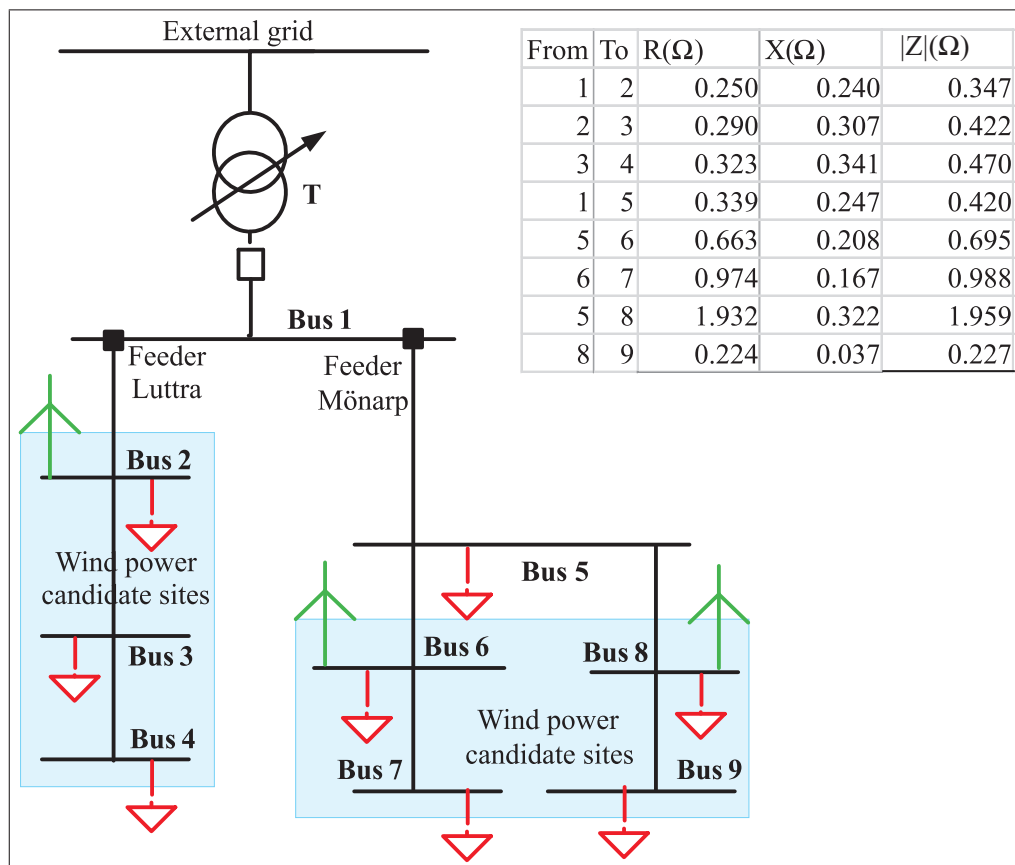 External grid
T
Bus 1
Feeder
Luttra
Feeder
Mönarp
From To R(Ω) X(Ω) |Z|(Ω)
1 2 0.250 0.240 0.347
2 3 0.290 0.307 0.422
3 4 0.323 0.341 0.470
1 5 0.339 0.247 0.420
5 6 0.663 0.208 0.695
6 7 0.974 0.167 0.988
5 8 1.932 0.322 1.959
8 9 0.224 0.037 0.227
Bus 2
Wind power
candidate sites
Bus 3
Bus 4
Bus 5
Bus 6
Bus 8
Wind power
candidate sites
Bus 7
Bus 9